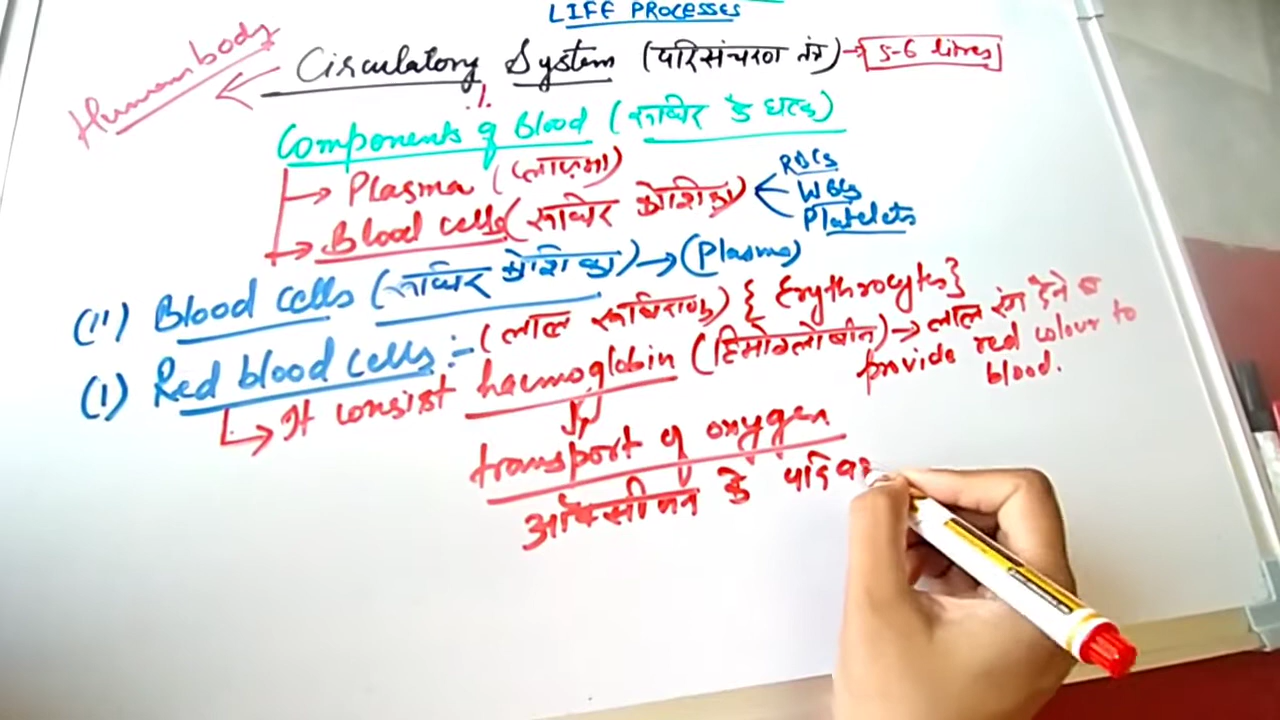 LIFE PROCESSES
Human body
Circulatory System (परिसंचरण तंत्र) → 5-6 litres
Components of Blood (रूधिर के घटक)
→ Plasma (प्लाज़मा)
→ Blood cells (रूधिर कोशिका)
RBCs
WBCs
Platelets
(II) Blood cells (रूधिर कोशिका) → (Plasma)
(I) Red blood cells :- (लाल रूधिराणु) { Erythrocytes }
→ It consist haemoglobin (हिमोग्लोबीन) → लाल रंग देने व
provide red colour to
blood.
transport of oxygen
ऑक्सीजन के परिवह